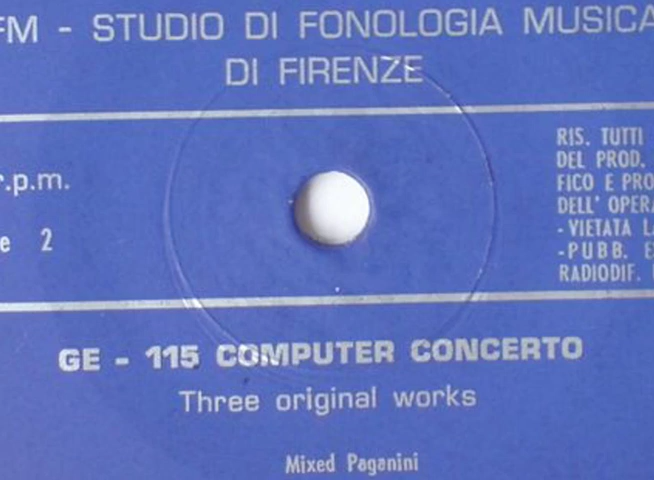 FM - STUDIO DI FONOLOGIA MUSICA
DI FIRENZE
r.p.m.
e 2
RIS. TUTTI
DEL PROD.
FICO E PRO
DELL' OPERA
-VIETATA LA
-PUBB. E
RADIODIF.
GE - 115 COMPUTER CONCERTO
Three original works
Mixed Paganini